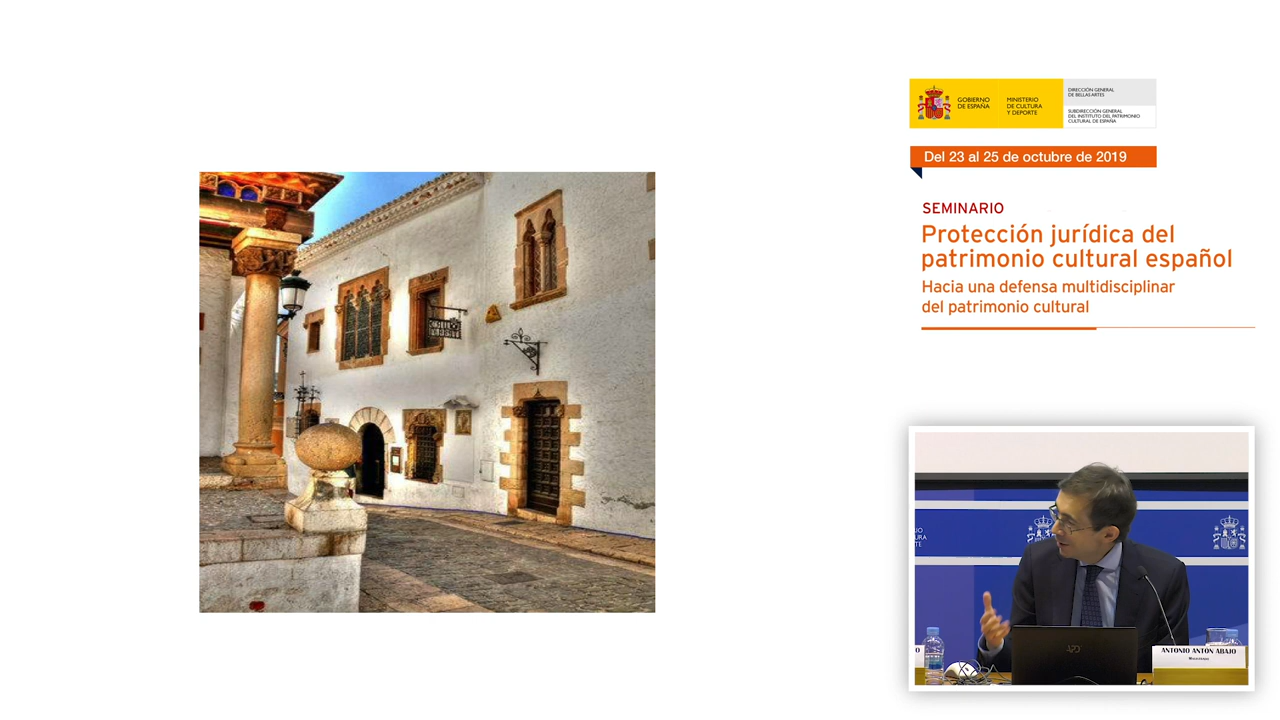 GOBIERNO
DE ESPAÑA
MINISTERIO
DE CULTURA
Y DEPORTE
DIRECCIÓN GENERAL
DE BELLAS ARTES
SUBDIRECCIÓN GENERAL
DEL INSTITUTO DEL PATRIMONIO
CULTURAL DE ESPAÑA
Del 23 al 25 de octubre de 2019
SEMINARIO
Protección jurídica del
patrimonio cultural español
Hacia una defensa multidisciplinar
del patrimonio cultural
CAU
FERRAT
ANTONIO ANTÓN ABAJO